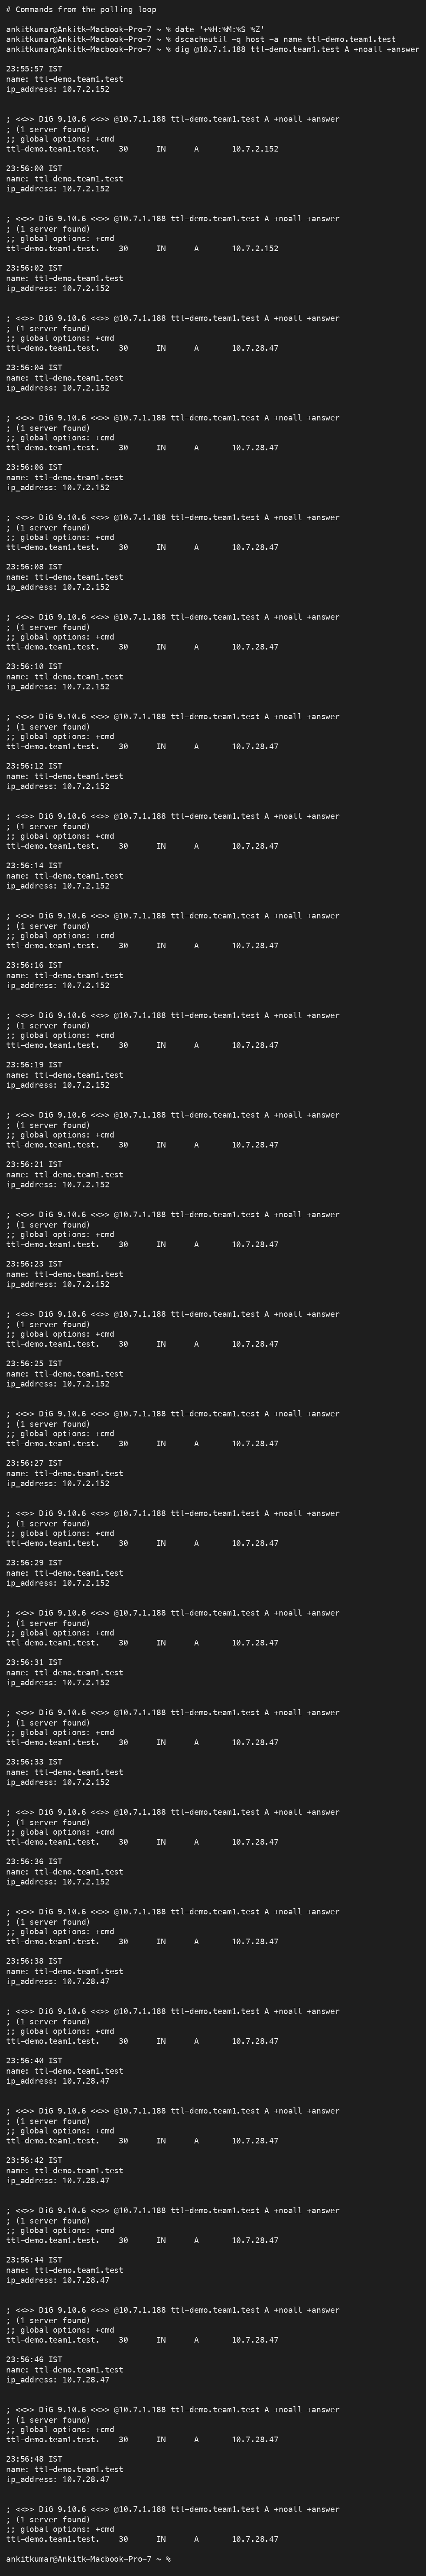 # Commands from the polling loop
ankitkumar@Ankitk-Macbook-Pro-7 ~ % date '+%H:%M:%S %Z'
ankitkumar@Ankitk-Macbook-Pro-7 ~ % dscacheutil -q host -a name ttl-demo.team1.test
ankitkumar@Ankitk-Macbook-Pro-7 ~ % dig @10.7.1.188 ttl-demo.team1.test A +noall +answer
23:55:57 IST
name: ttl-demo.team1.test
ip_address: 10.7.2.152
; <<>> DiG 9.10.6 <<>> @10.7.1.188 ttl-demo.team1.test A +noall +answer
; (1 server found)
;; global options: +cmd
ttl-demo.team1.test. 30 IN A 10.7.2.152
23:56:00 IST
name: ttl-demo.team1.test
ip_address: 10.7.2.152
; <<>> DiG 9.10.6 <<>> @10.7.1.188 ttl-demo.team1.test A +noall +answer
; (1 server found)
;; global options: +cmd
ttl-demo.team1.test. 30 IN A 10.7.2.152
23:56:02 IST
name: ttl-demo.team1.test
ip_address: 10.7.2.152
; <<>> DiG 9.10.6 <<>> @10.7.1.188 ttl-demo.team1.test A +noall +answer
; (1 server found)
;; global options: +cmd
ttl-demo.team1.test. 30 IN A 10.7.28.47
23:56:04 IST
name: ttl-demo.team1.test
ip_address: 10.7.2.152
; <<>> DiG 9.10.6 <<>> @10.7.1.188 ttl-demo.team1.test A +noall +answer
; (1 server found)
;; global options: +cmd
ttl-demo.team1.test. 30 IN A 10.7.28.47
23:56:06 IST
name: ttl-demo.team1.test
ip_address: 10.7.2.152
; <<>> DiG 9.10.6 <<>> @10.7.1.188 ttl-demo.team1.test A +noall +answer
; (1 server found)
;; global options: +cmd
ttl-demo.team1.test. 30 IN A 10.7.28.47
23:56:08 IST
name: ttl-demo.team1.test
ip_address: 10.7.2.152
; <<>> DiG 9.10.6 <<>> @10.7.1.188 ttl-demo.team1.test A +noall +answer
; (1 server found)
;; global options: +cmd
ttl-demo.team1.test. 30 IN A 10.7.28.47
23:56:10 IST
name: ttl-demo.team1.test
ip_address: 10.7.2.152
; <<>> DiG 9.10.6 <<>> @10.7.1.188 ttl-demo.team1.test A +noall +answer
; (1 server found)
;; global options: +cmd
ttl-demo.team1.test. 30 IN A 10.7.28.47
23:56:12 IST
name: ttl-demo.team1.test
ip_address: 10.7.2.152
; <<>> DiG 9.10.6 <<>> @10.7.1.188 ttl-demo.team1.test A +noall +answer
; (1 server found)
;; global options: +cmd
ttl-demo.team1.test. 30 IN A 10.7.28.47
23:56:14 IST
name: ttl-demo.team1.test
ip_address: 10.7.2.152
; <<>> DiG 9.10.6 <<>> @10.7.1.188 ttl-demo.team1.test A +noall +answer
; (1 server found)
;; global options: +cmd
ttl-demo.team1.test. 30 IN A 10.7.28.47
23:56:16 IST
name: ttl-demo.team1.test
ip_address: 10.7.2.152
; <<>> DiG 9.10.6 <<>> @10.7.1.188 ttl-demo.team1.test A +noall +answer
; (1 server found)
;; global options: +cmd
ttl-demo.team1.test. 30 IN A 10.7.28.47
23:56:19 IST
name: ttl-demo.team1.test
ip_address: 10.7.2.152
; <<>> DiG 9.10.6 <<>> @10.7.1.188 ttl-demo.team1.test A +noall +answer
; (1 server found)
;; global options: +cmd
ttl-demo.team1.test. 30 IN A 10.7.28.47
23:56:21 IST
name: ttl-demo.team1.test
ip_address: 10.7.2.152
; <<>> DiG 9.10.6 <<>> @10.7.1.188 ttl-demo.team1.test A +noall +answer
; (1 server found)
;; global options: +cmd
ttl-demo.team1.test. 30 IN A 10.7.28.47
23:56:23 IST
name: ttl-demo.team1.test
ip_address: 10.7.2.152
; <<>> DiG 9.10.6 <<>> @10.7.1.188 ttl-demo.team1.test A +noall +answer
; (1 server found)
;; global options: +cmd
ttl-demo.team1.test. 30 IN A 10.7.28.47
23:56:25 IST
name: ttl-demo.team1.test
ip_address: 10.7.2.152
; <<>> DiG 9.10.6 <<>> @10.7.1.188 ttl-demo.team1.test A +noall +answer
; (1 server found)
;; global options: +cmd
ttl-demo.team1.test. 30 IN A 10.7.28.47
23:56:27 IST
name: ttl-demo.team1.test
ip_address: 10.7.2.152
; <<>> DiG 9.10.6 <<>> @10.7.1.188 ttl-demo.team1.test A +noall +answer
; (1 server found)
;; global options: +cmd
ttl-demo.team1.test. 30 IN A 10.7.28.47
23:56:29 IST
name: ttl-demo.team1.test
ip_address: 10.7.2.152
; <<>> DiG 9.10.6 <<>> @10.7.1.188 ttl-demo.team1.test A +noall +answer
; (1 server found)
;; global options: +cmd
ttl-demo.team1.test. 30 IN A 10.7.28.47
23:56:31 IST
name: ttl-demo.team1.test
ip_address: 10.7.2.152
; <<>> DiG 9.10.6 <<>> @10.7.1.188 ttl-demo.team1.test A +noall +answer
; (1 server found)
;; global options: +cmd
ttl-demo.team1.test. 30 IN A 10.7.28.47
23:56:33 IST
name: ttl-demo.team1.test
ip_address: 10.7.2.152
; <<>> DiG 9.10.6 <<>> @10.7.1.188 ttl-demo.team1.test A +noall +answer
; (1 server found)
;; global options: +cmd
ttl-demo.team1.test. 30 IN A 10.7.28.47
23:56:36 IST
name: ttl-demo.team1.test
ip_address: 10.7.2.152
; <<>> DiG 9.10.6 <<>> @10.7.1.188 ttl-demo.team1.test A +noall +answer
; (1 server found)
;; global options: +cmd
ttl-demo.team1.test. 30 IN A 10.7.28.47
23:56:38 IST
name: ttl-demo.team1.test
ip_address: 10.7.28.47
; <<>> DiG 9.10.6 <<>> @10.7.1.188 ttl-demo.team1.test A +noall +answer
; (1 server found)
;; global options: +cmd
ttl-demo.team1.test. 30 IN A 10.7.28.47
23:56:40 IST
name: ttl-demo.team1.test
ip_address: 10.7.28.47
; <<>> DiG 9.10.6 <<>> @10.7.1.188 ttl-demo.team1.test A +noall +answer
; (1 server found)
;; global options: +cmd
ttl-demo.team1.test. 30 IN A 10.7.28.47
23:56:42 IST
name: ttl-demo.team1.test
ip_address: 10.7.28.47
; <<>> DiG 9.10.6 <<>> @10.7.1.188 ttl-demo.team1.test A +noall +answer
; (1 server found)
;; global options: +cmd
ttl-demo.team1.test. 30 IN A 10.7.28.47
23:56:44 IST
name: ttl-demo.team1.test
ip_address: 10.7.28.47
; <<>> DiG 9.10.6 <<>> @10.7.1.188 ttl-demo.team1.test A +noall +answer
; (1 server found)
;; global options: +cmd
ttl-demo.team1.test. 30 IN A 10.7.28.47
23:56:46 IST
name: ttl-demo.team1.test
ip_address: 10.7.28.47
; <<>> DiG 9.10.6 <<>> @10.7.1.188 ttl-demo.team1.test A +noall +answer
; (1 server found)
;; global options: +cmd
ttl-demo.team1.test. 30 IN A 10.7.28.47
23:56:48 IST
name: ttl-demo.team1.test
ip_address: 10.7.28.47
; <<>> DiG 9.10.6 <<>> @10.7.1.188 ttl-demo.team1.test A +noall +answer
; (1 server found)
;; global options: +cmd
ttl-demo.team1.test. 30 IN A 10.7.28.47
ankitkumar@Ankitk-Macbook-Pro-7 ~ %